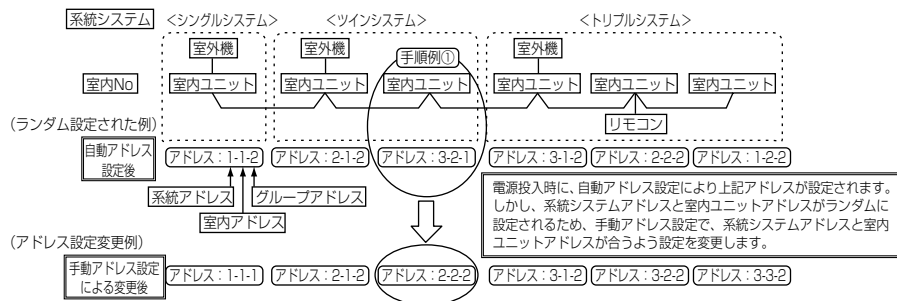 系統システム <シングルシステム> <ツインシステム> <トリプルシステム>
室外機 室外機 手順例① 室外機
室内No 室内ユニット 室内ユニット 室内ユニット 室内ユニット 室内ユニット 室内ユニット
リモコン
(ランダム設定された例)
自動アドレス
設定後
アドレス:1-1-2 アドレス:2-1-2 アドレス:3-2-1 アドレス:3-1-2 アドレス:2-2-2 アドレス:1-2-2
系統アドレス グループアドレス
室内アドレス
電源投入時に、自動アドレス設定により上記アドレスが設定されます。
しかし、系統システムアドレスと室内ユニットアドレスがランダムに
設定されるため、手動アドレス設定で、系統システムアドレスと室内
ユニットアドレスが合うよう設定を変更します。
(アドレス設定変更例)
手動アドレス設定
による変更後
アドレス:1-1-1 アドレス:2-1-2 アドレス:2-2-2 アドレス:3-1-2 アドレス:3-2-2 アドレス:3-3-2